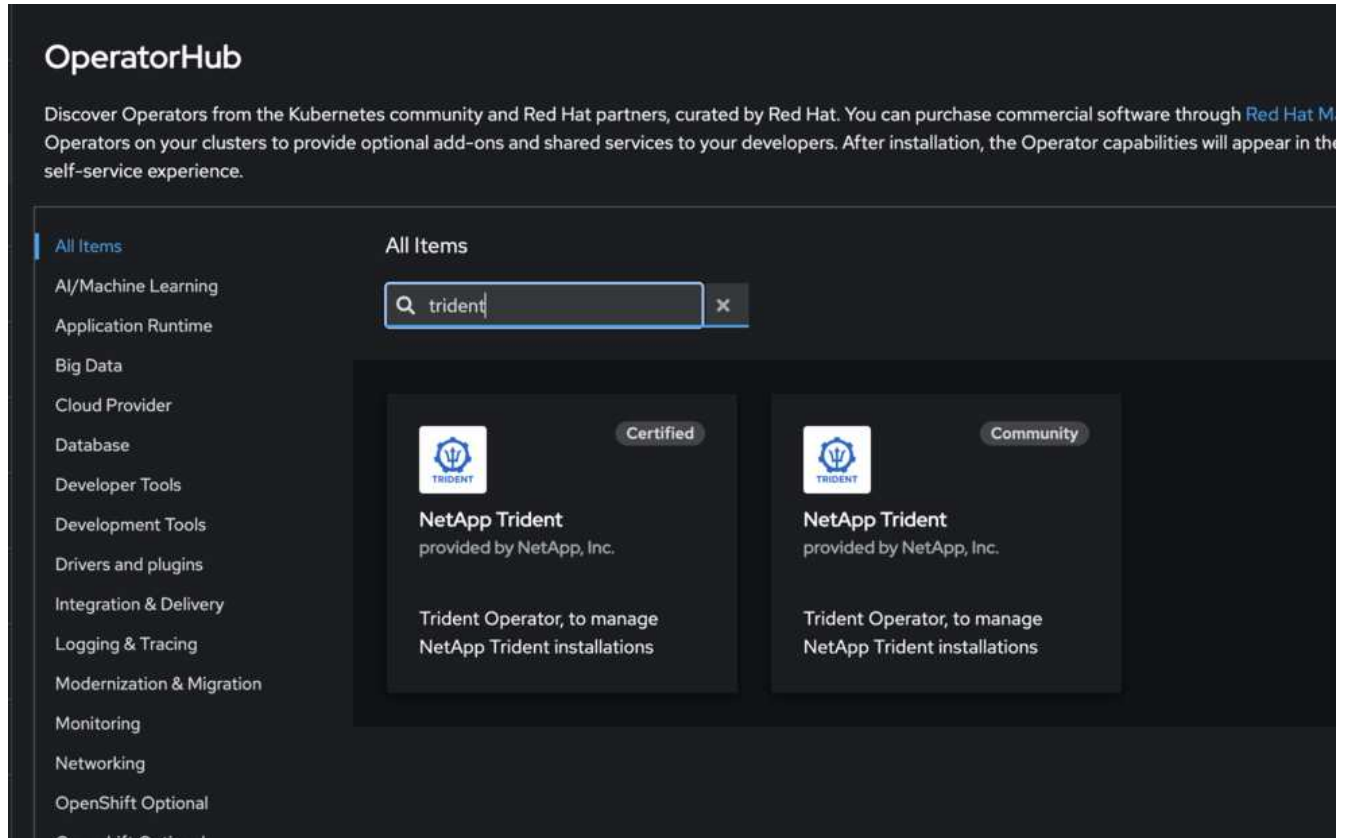 OperatorHub
Discover Operators from the Kubernetes community and Red Hat partners, curated by Red Hat. You can purchase commercial software through Red Hat M
Operators on your clusters to provide optional add-ons and shared services to your developers. After installation, the Operator capabilities will appear in the
self-service experience.
All Items
AI/Machine Learning
Application Runtime
Big Data
Cloud Provider
Database
Developer Tools
Development Tools
Drivers and plugins
Integration & Delivery
Logging & Tracing
Modernization & Migration
Monitoring
Networking
OpenShift Optional
All Items
trident
TRIDENT
Certified
NetApp Trident
provided by NetApp, Inc.
Trident Operator, to manage
NetApp Trident installations
TRIDENT
Community
NetApp Trident
provided by NetApp, Inc.
Trident Operator, to manage
NetApp Trident installations